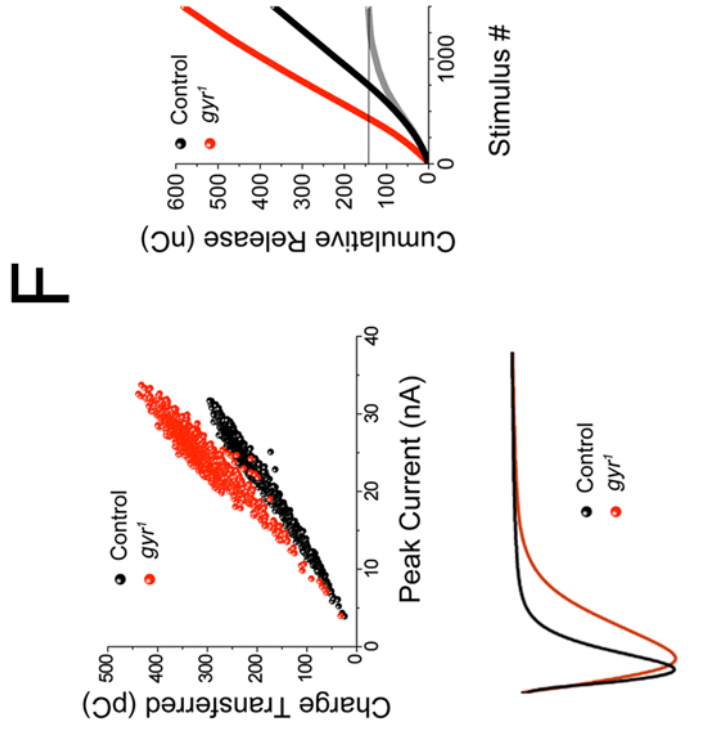 F
Charge Transferred (pC)
500
400
300
200
100
0
Control
gyr¹
0
10
20
30
40
Peak Current (nA)
Control
gyr¹
Cumulative Release (nC)
600
500
400
300
200
100
0
Control
gyr¹
0
1000
Stimulus #